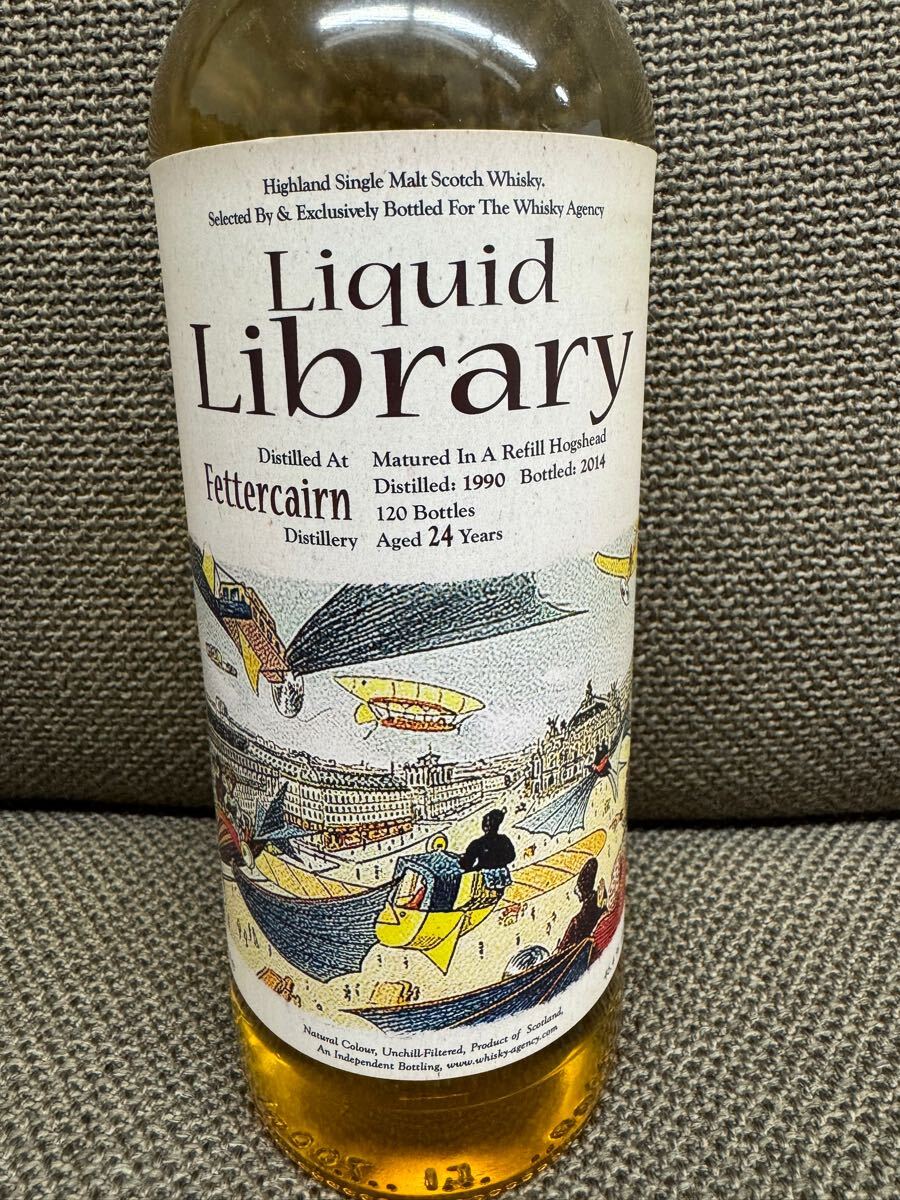 Highland Single Malt Scotch Whisky.
Selected By & Exclusively Bottled For The Whisky Agency
Liquid
Library
Distilled At
Fettercairn
Distillery
Matured In A Refill Hogshead
Distilled: 1990 Bottled: 2014
120 Bottles
Aged 24 Years
Natural Colour, Unchill-Filtered, Product of Scotland,
An Independent Bottling, www.whisky-agency.com